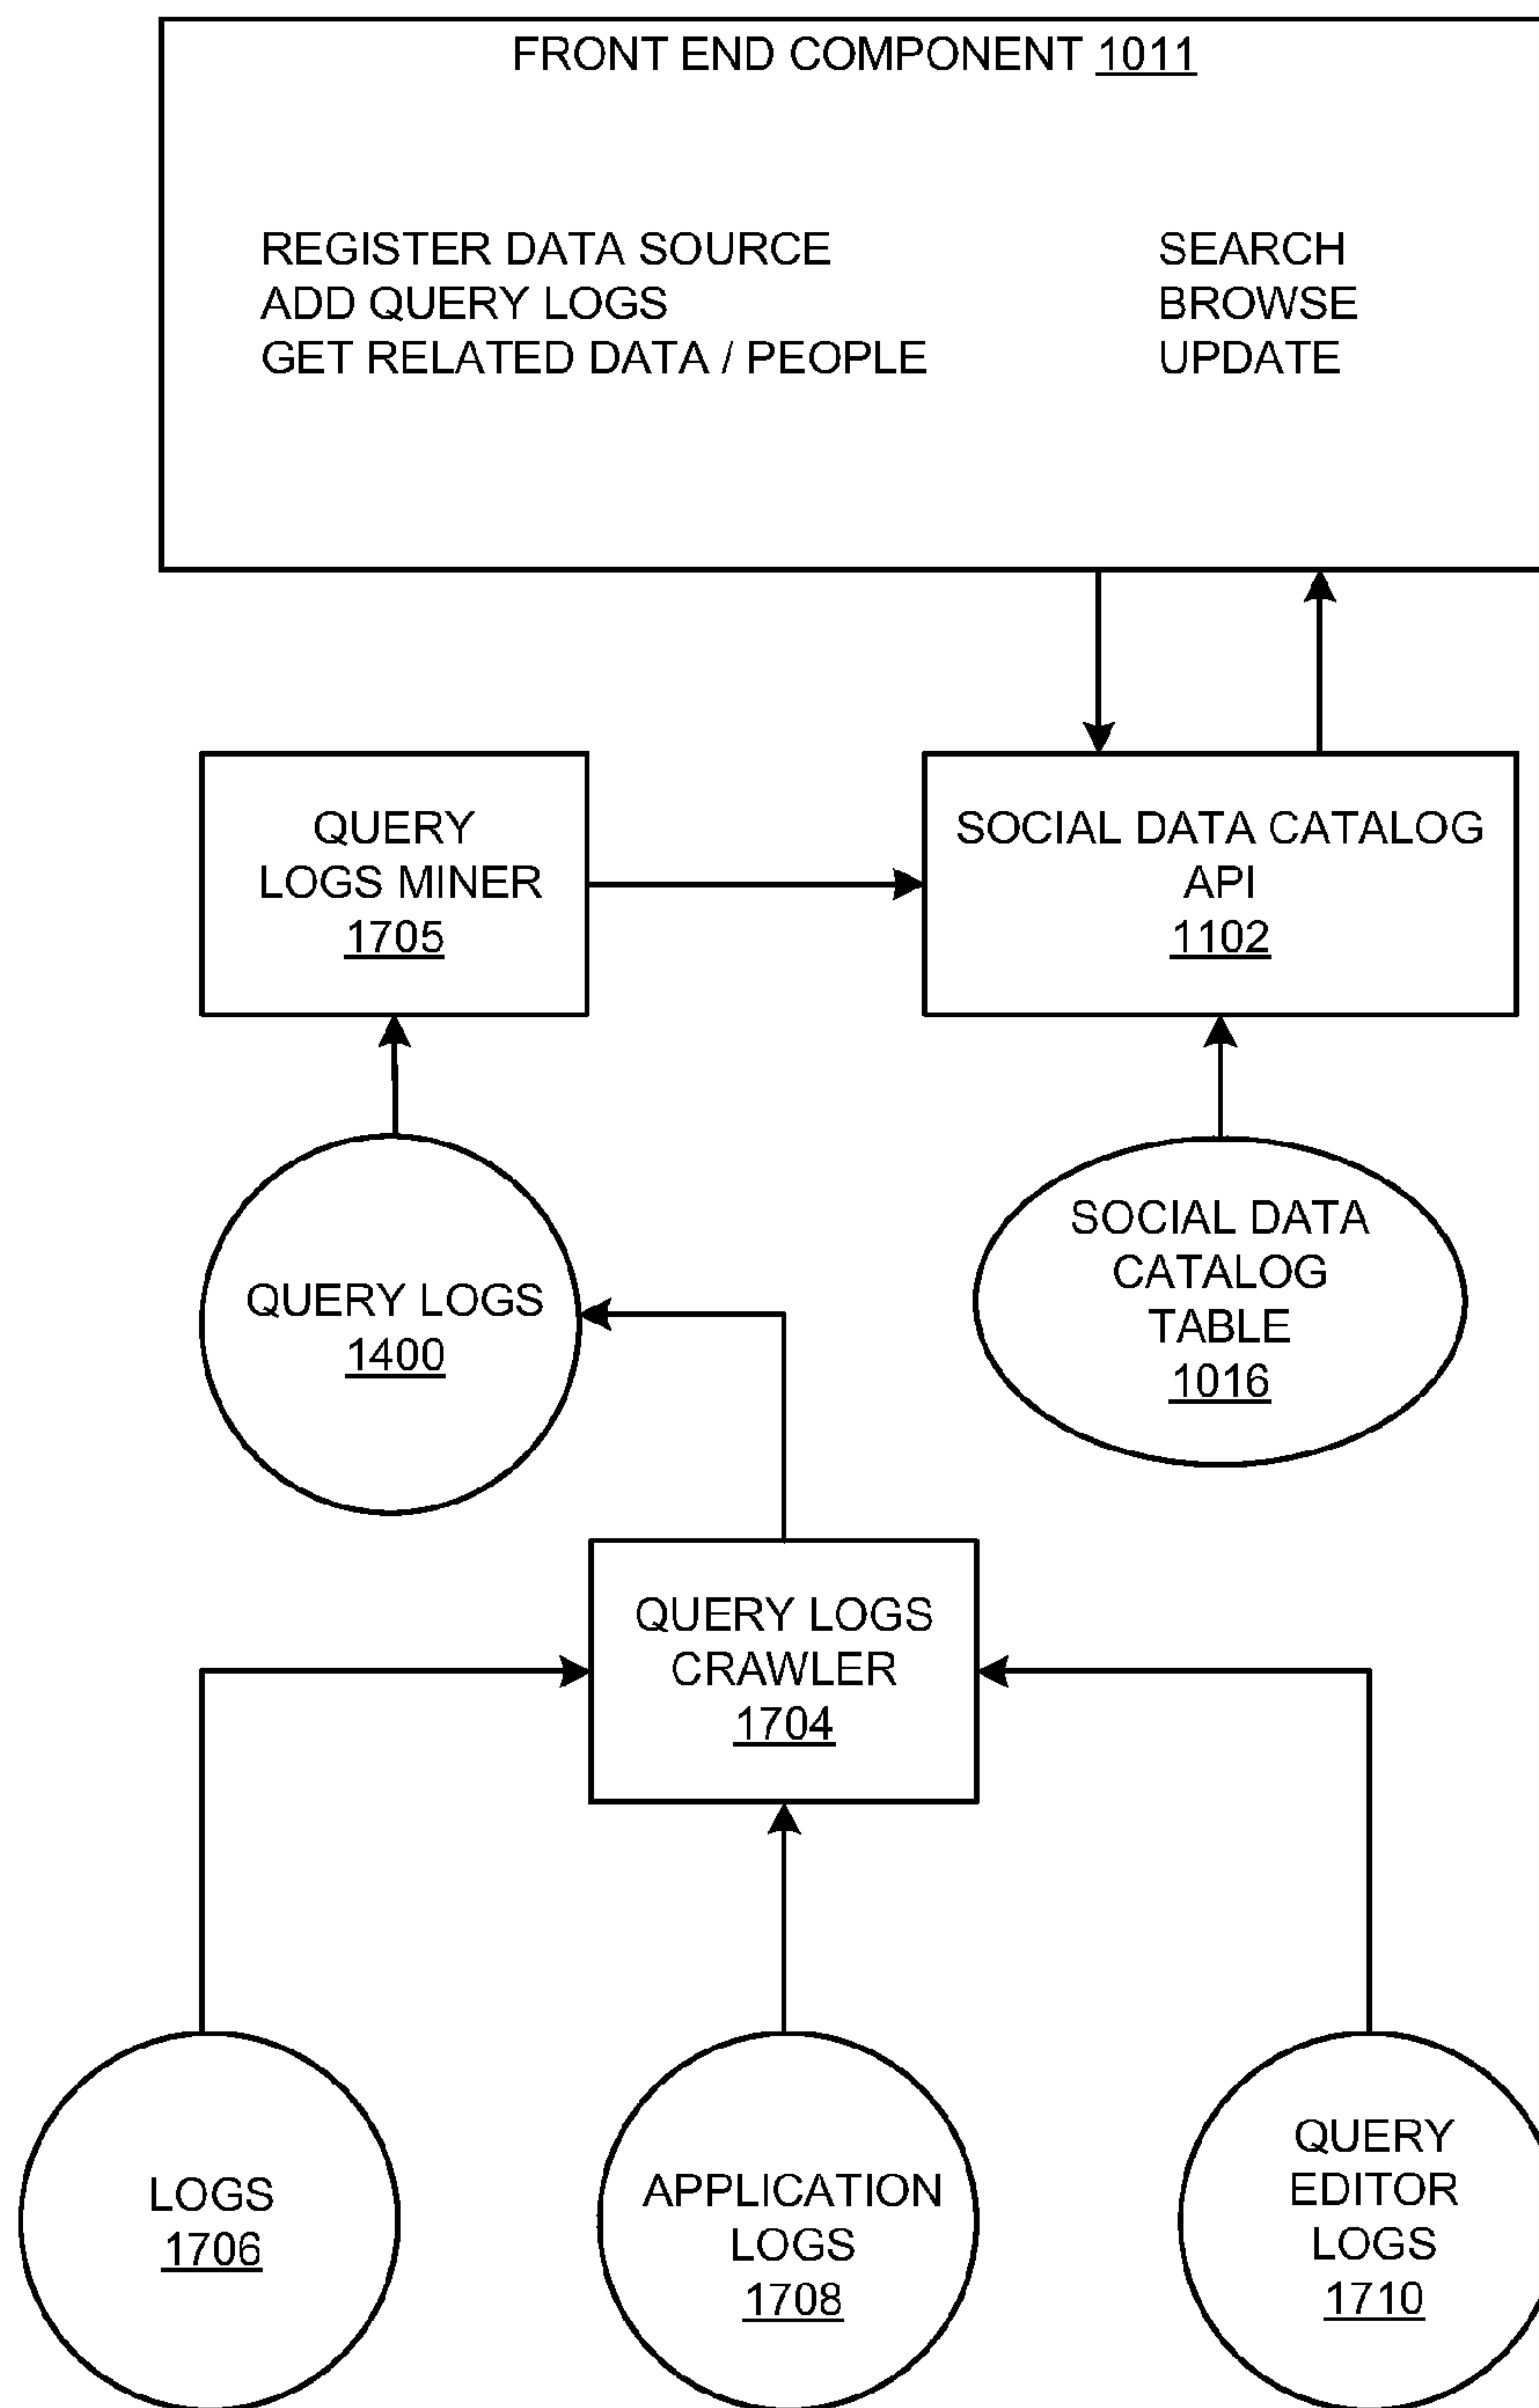 FRONT END COMPONENT 1011
REGISTER DATA SOURCE
ADD QUERY LOGS
GET RELATED DATA / PEOPLE
SEARCH
BROWSE
UPDATE
QUERY
LOGS MINER
1705
SOCIAL DATA CATALOG
API
1102
QUERY LOGS
1400
SOCIAL DATA
CATALOG
TABLE
1016
QUERY LOGS
CRAWLER
1704
LOGS
1706
APPLICATION
LOGS
1708
QUERY
EDITOR
LOGS
1710